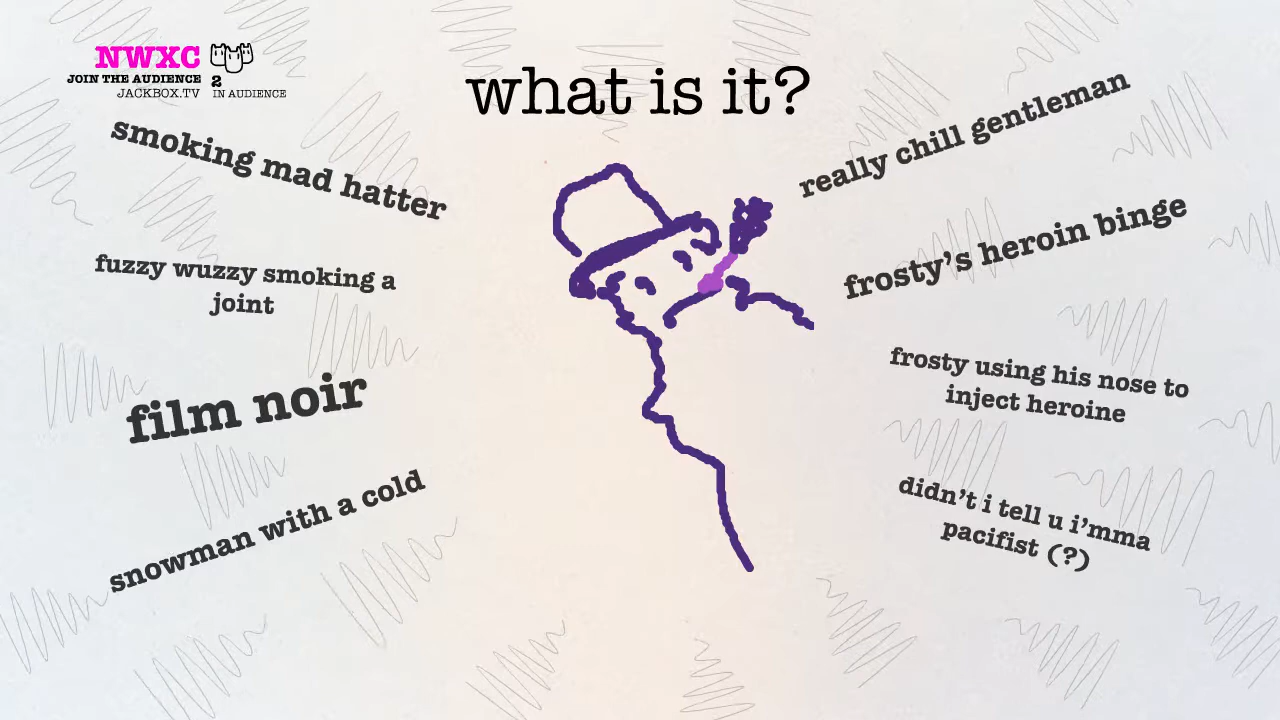 NWXC
JOIN THE AUDIENCE
JACKBOX.TV
2
IN AUDIENCE
what is it?
smoking mad hatter
fuzzy wuzzy smoking a
joint
film noir
snowman with a cold
really chill gentleman
frosty's heroin binge
frosty using his nose to
inject heroine
didn't i tell u i'mma
pacifist (?)